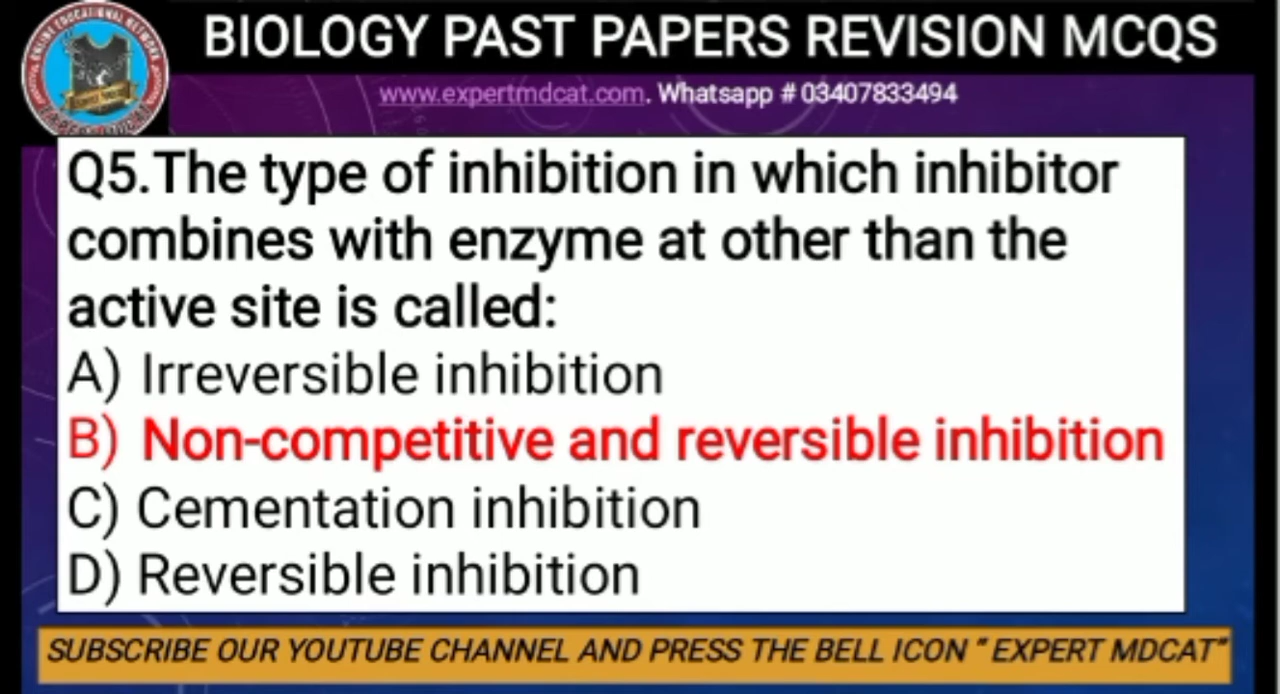 BIOLOGY PAST PAPERS REVISION MCQS
www.expertmdcat.com. Whatsapp # 03407833494
Q5.The type of inhibition in which inhibitor
combines with enzyme at other than the
active site is called:
A) Irreversible inhibition
B) Non-competitive and reversible inhibition
C) Cementation inhibition
D) Reversible inhibition
SUBSCRIBE OUR YOUTUBE CHANNEL AND PRESS THE BELL ICON " EXPERT MDCAT"